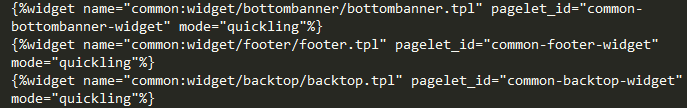 {%widget name="common:widget/bottombanner/bottombanner.tpl" pagelet_id="common-
bottombanner-widget" mode="quickling"%}
{%widget name="common:widget/footer/footer.tpl" pagelet_id="common-footer-widget"
mode="quickling"%}
{%widget name="common:widget/backtop/backtop.tpl" pagelet_id="common-backtop-widget"
mode="quickling"%}